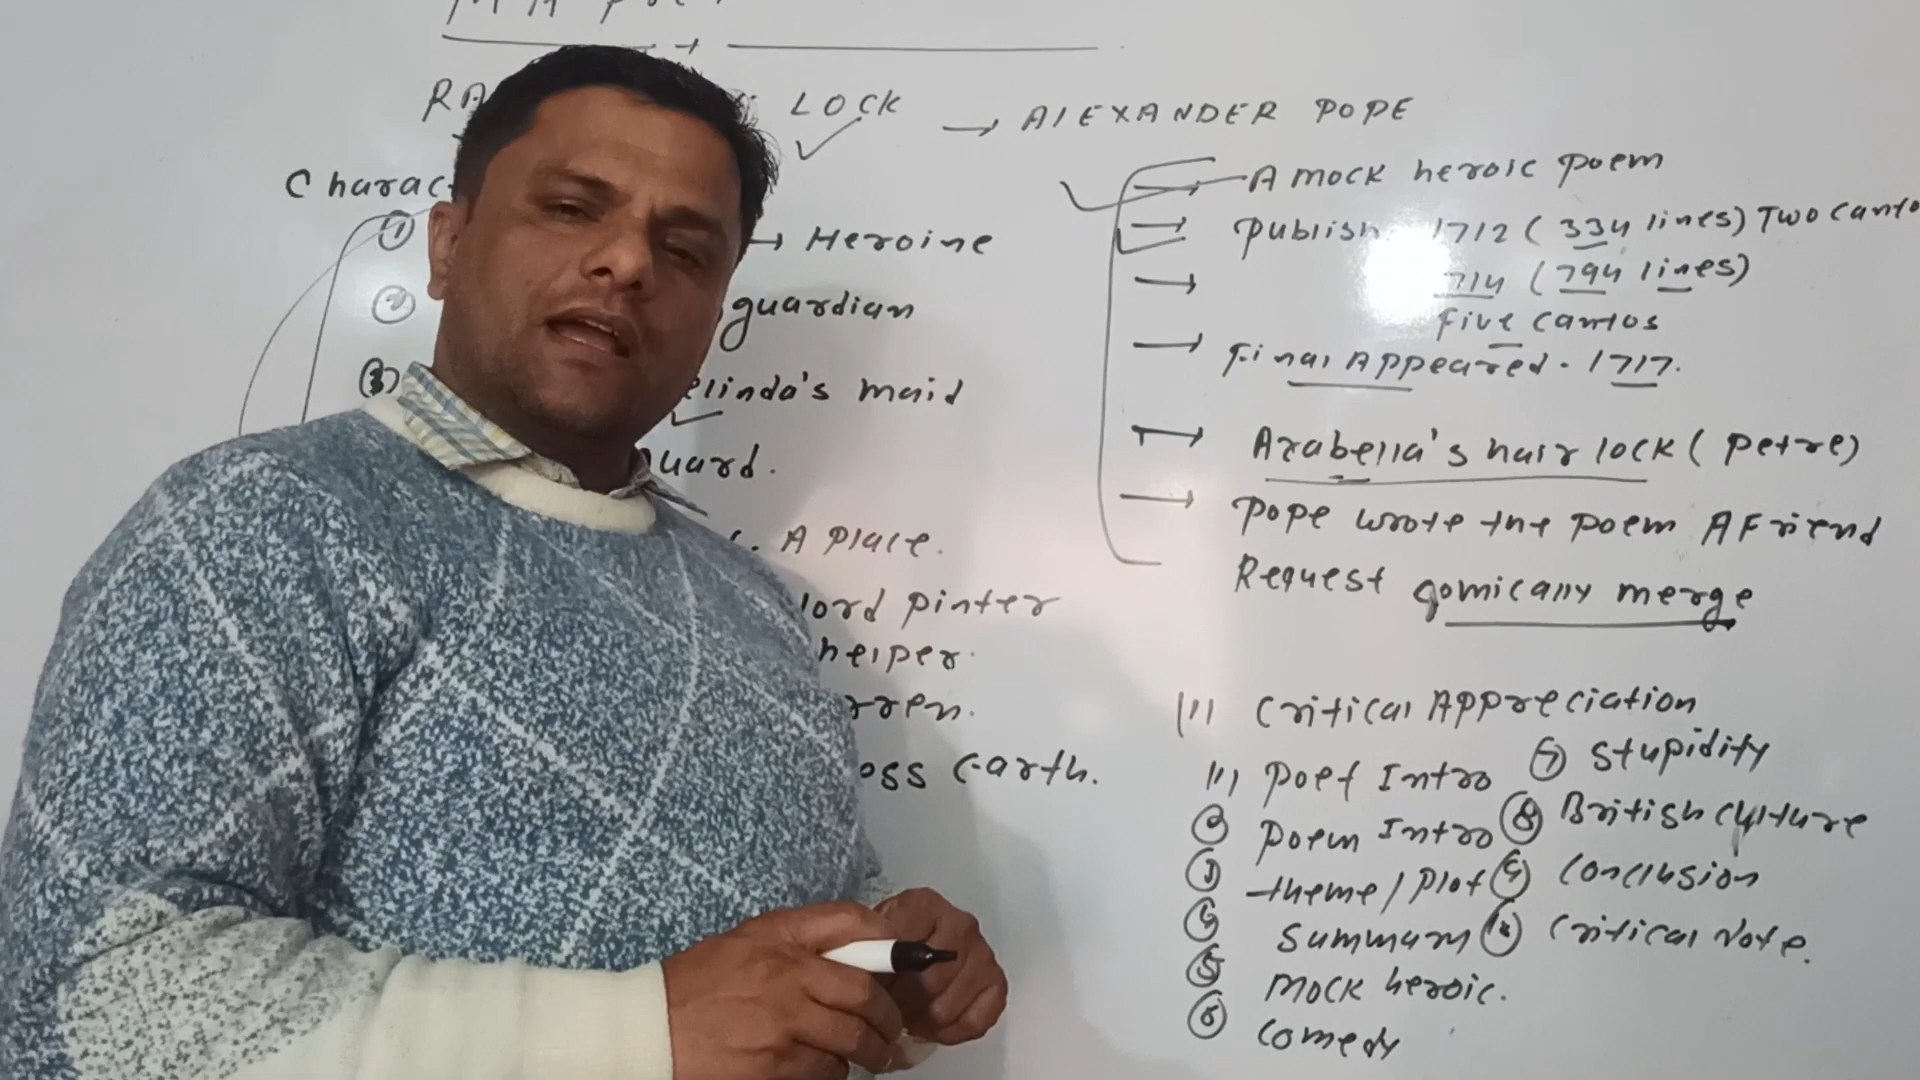 LOCK → ALEXANDER POPE
Charac
① → Heroine
② guardian
③ elinda's maid
uard.
A place.
lord pinter
helper.
rren.
oss Earth.
→ A mock heroic poem
→ Publish 1712 (334 lines) Two canto
→ 714 (794 lines)
Five cantos
→ Final Appeared - 1717.
→ Arabella's hair lock (Petre)
→ Pope wrote the poem A Friend
Request comically merge
(1) Critical Appreciation
(1) Poet Intro
② Poem Intro
③ theme/Plot
④ Summary
⑤ Mock heroic.
⑥ Comedy
⑦ Stupidity
⑧ British culture
⑨ Conclusion
Critical Note.